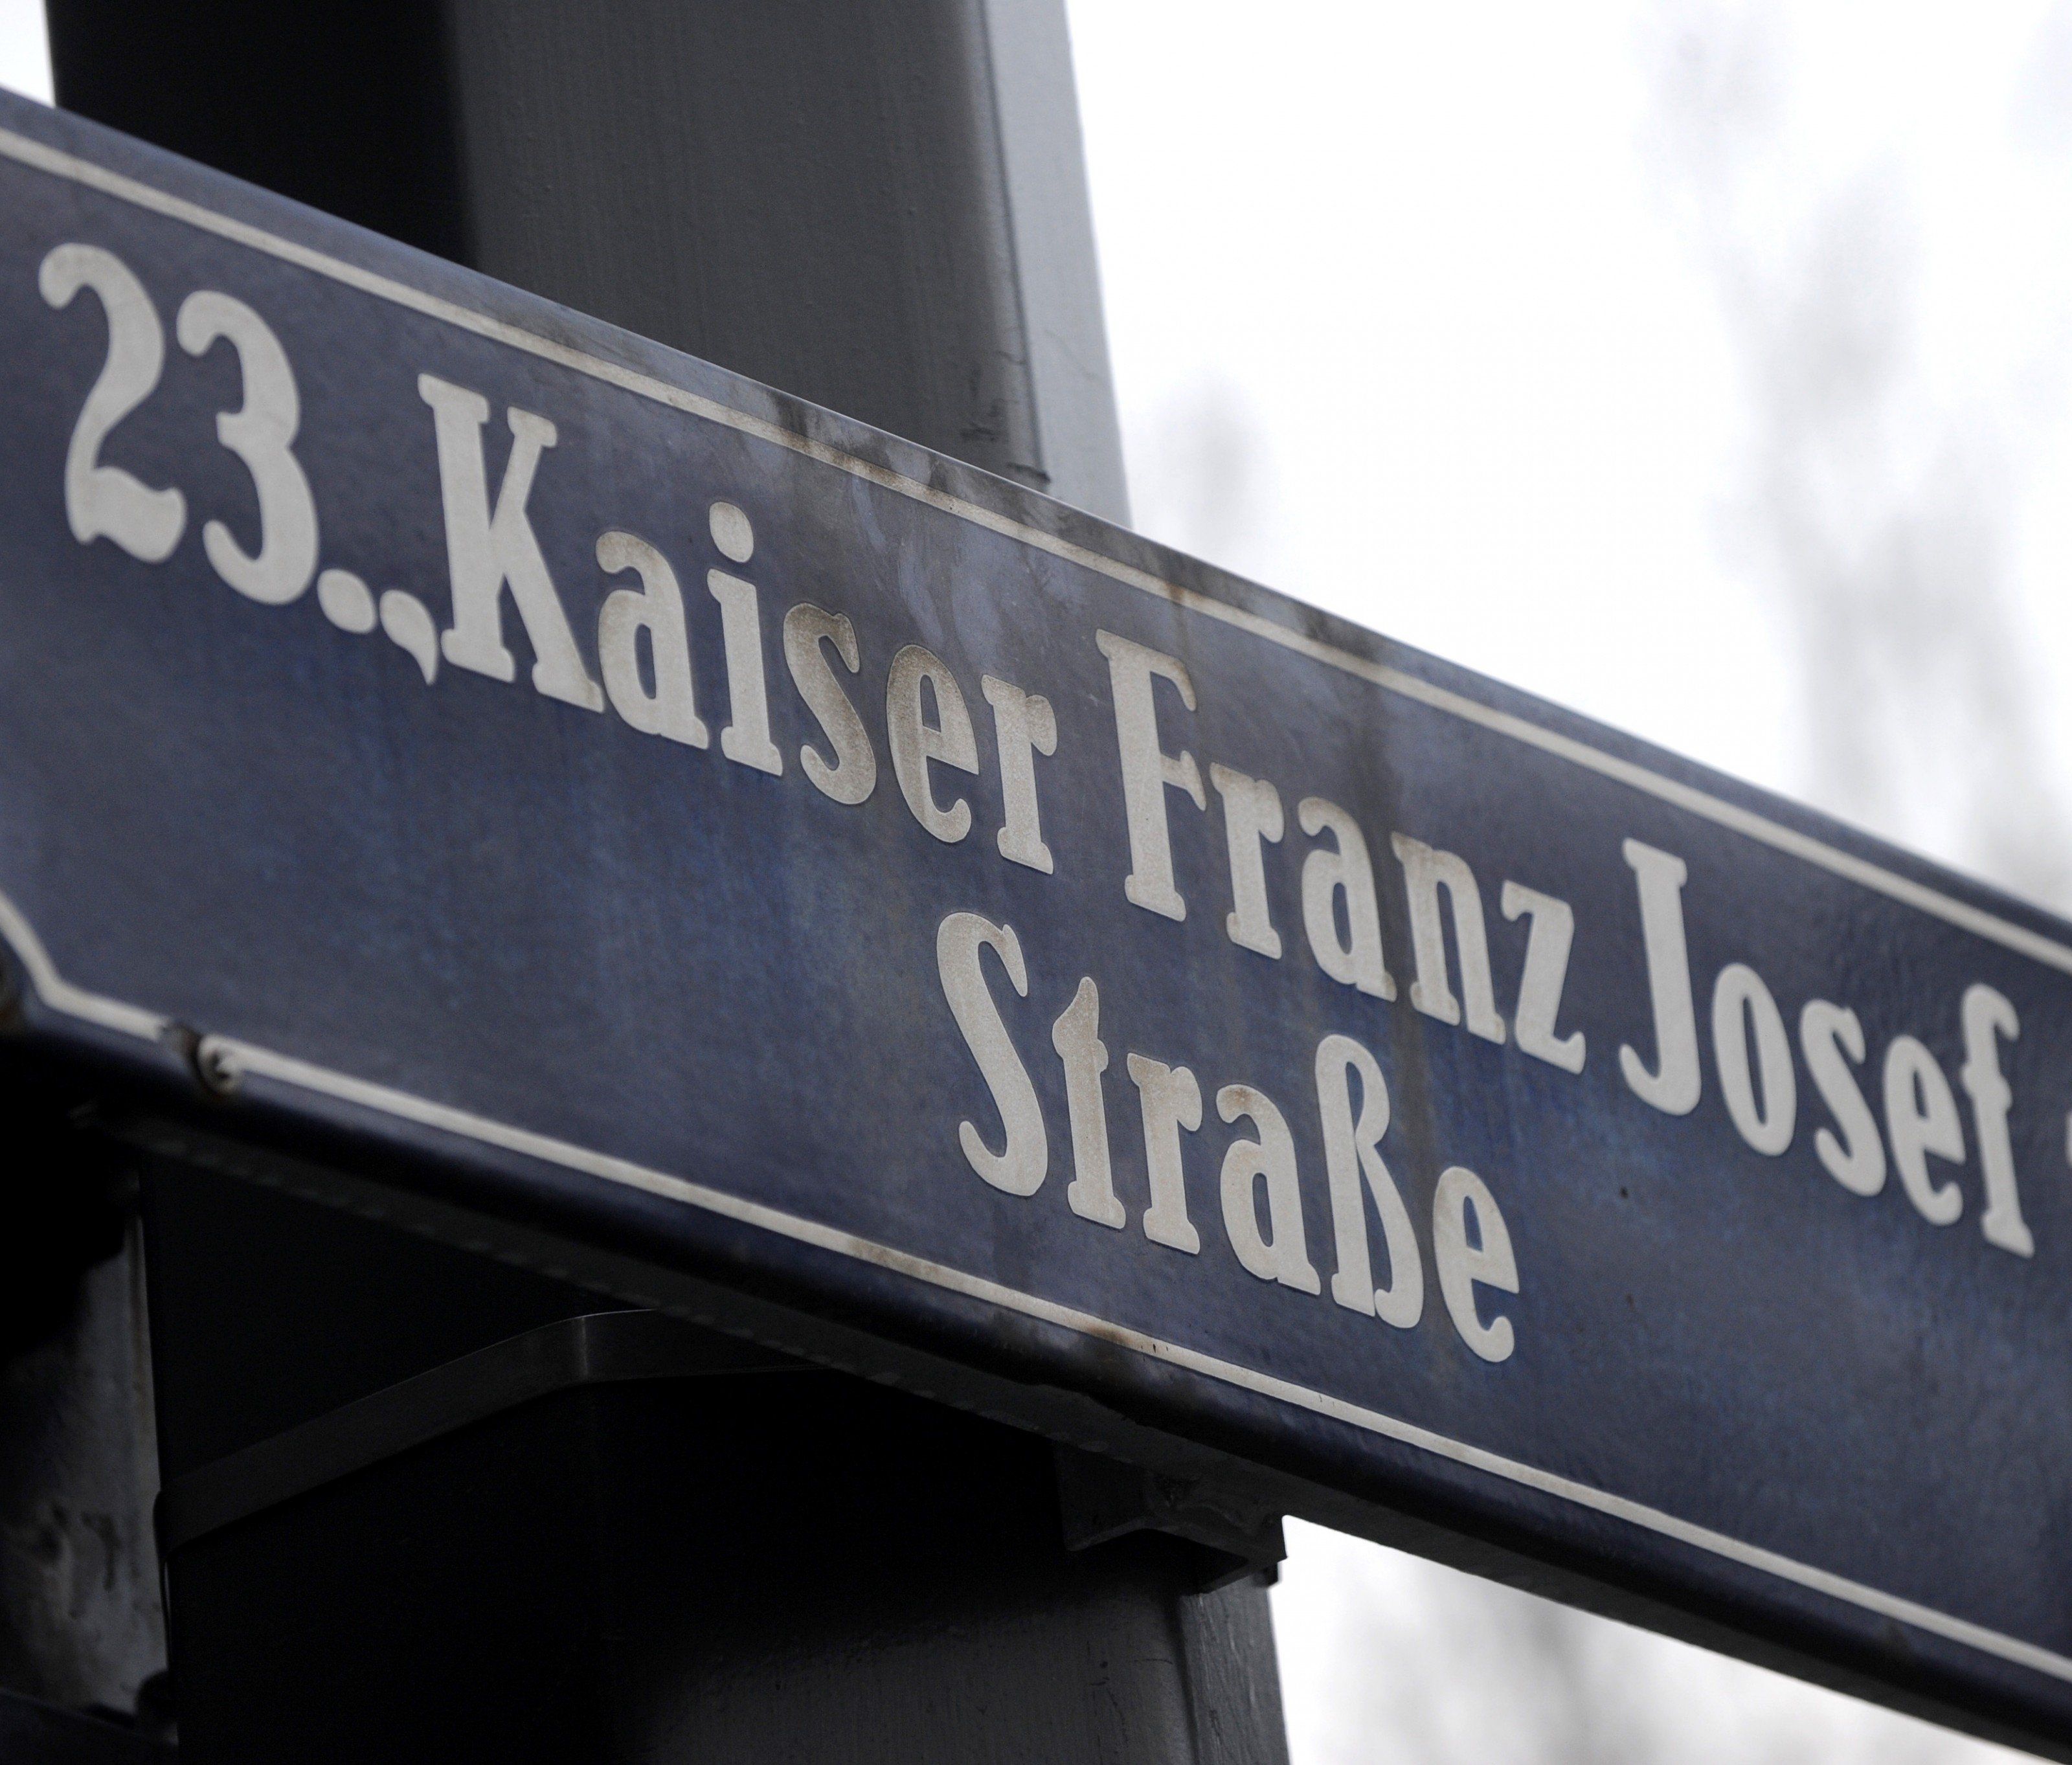 23., Kaiser Franz Josef -
Straße